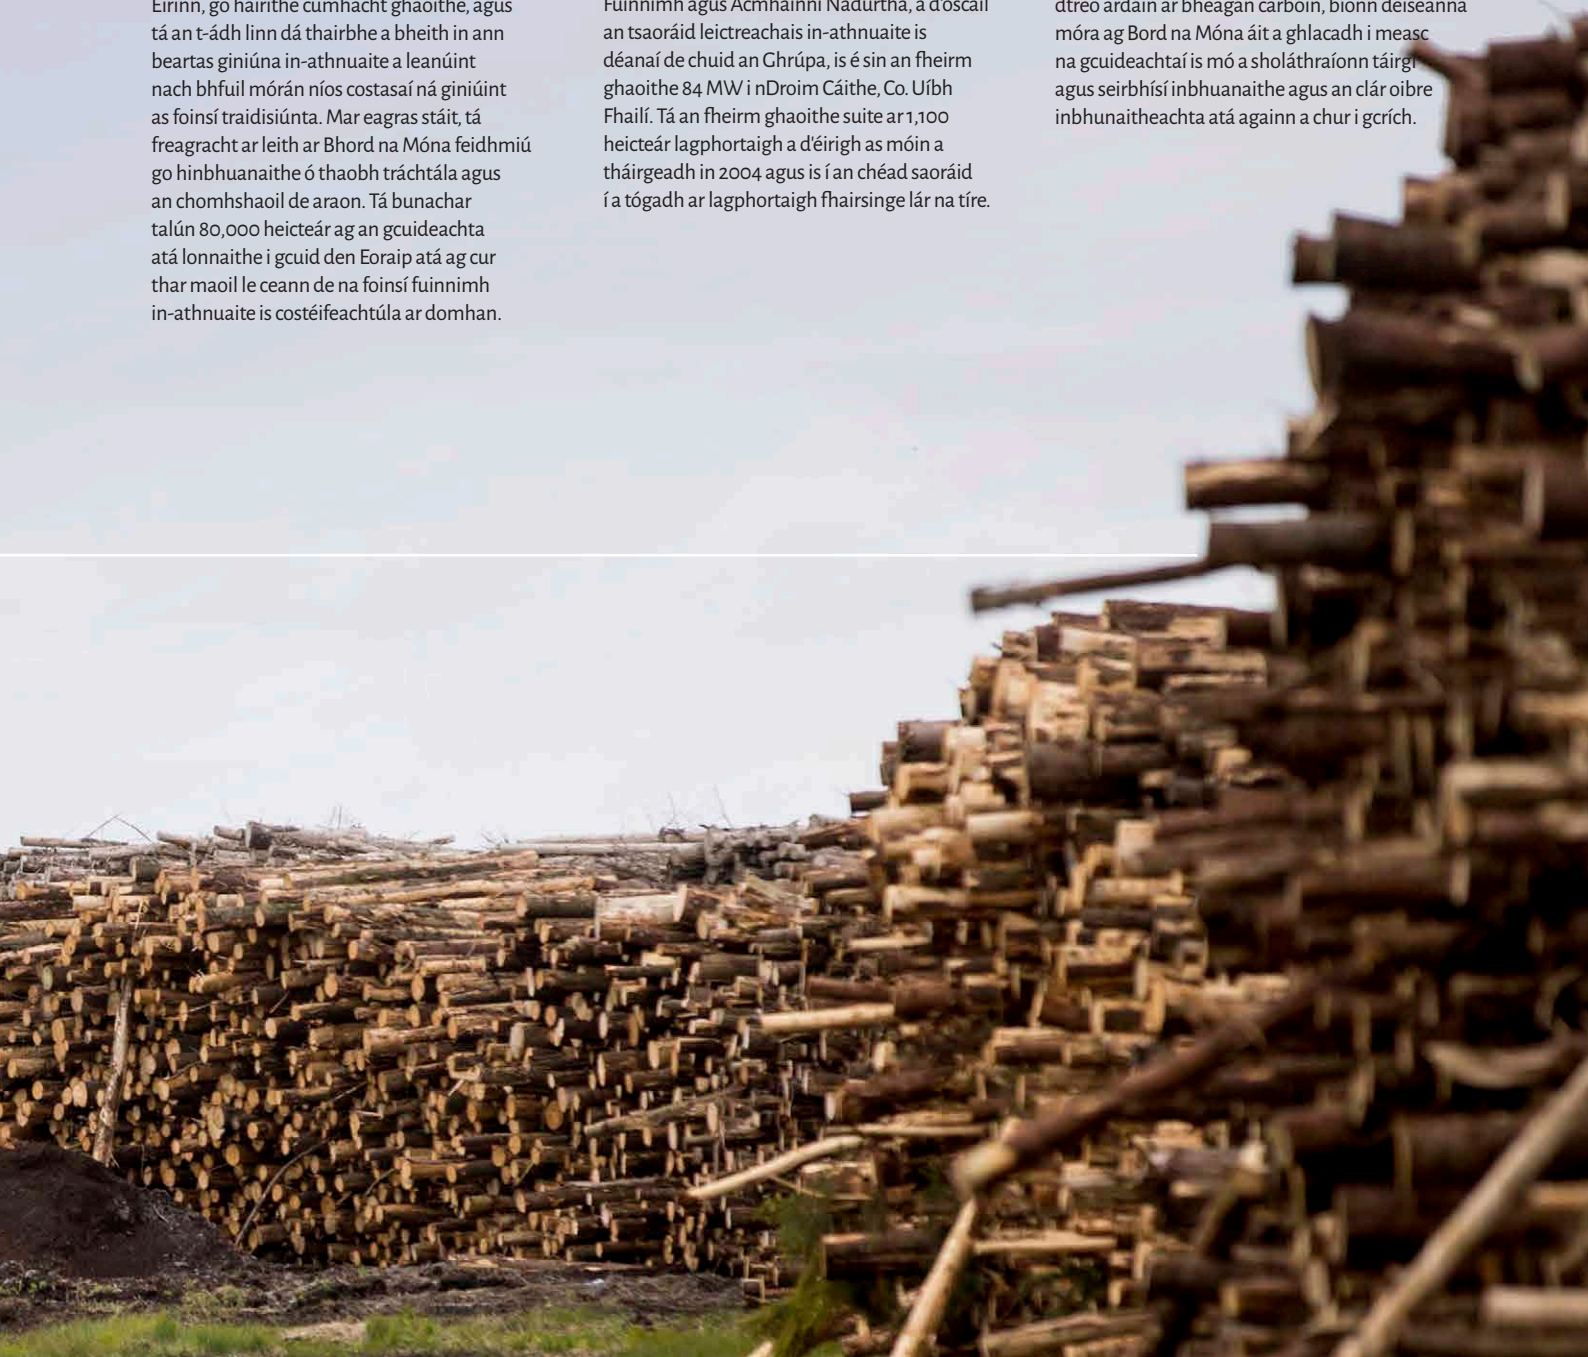 Éirinn, go háirithe cumhacht ghaoithe, agus
tá an t-ádh linn dá thairbhe a bheith in ann
beartas giniúna in-athnuaite a leanúint
nach bhfuil mórán níos costasaí ná giniúint
as foinsí traidisiúnta. Mar eagras stáit, tá
freagracht ar leith ar Bhord na Móna feidhmiú
go hinbhuanaithe ó thaobh tráchtála agus
an chomhshaoil de araon. Tá bunachar
talún 80,000 heicteár ag an gcuideachta
atá lonnaithe i gcuid den Eoraip atá ag cur
thar maoil le ceann de na foinsí fuinnimh
in-athnuaite is costéifeachtúla ar domhan.
Fuinnimh agus Acmhainní Nádúrtha, a d'oscail
an tsaoráid leictreachais in-athnuaite is
déanaí de chuid an Ghrúpa, is é sin an fheirm
ghaoithe 84 MW i nDroim Cáithe, Co. Uíbh
Fhailí. Tá an fheirm ghaoithe suite ar 1,100
heicteár lagphortaigh a d'éirigh as móin a
tháirgeadh in 2004 agus is í an chéad saoráid
í a tógadh ar lagphortaigh fhairsinge lár na tíre.
dtreo ardáin ar bheagán carbóin, bíonn deiseanna
móra ag Bord na Móna áit a ghlacadh i measc
na gcuideachtaí is mó a sholáthraíonn táirgí
agus seirbhísí inbhuanaithe agus an clár oibre
inbhunaitheachta atá againn a chur i gcrích.